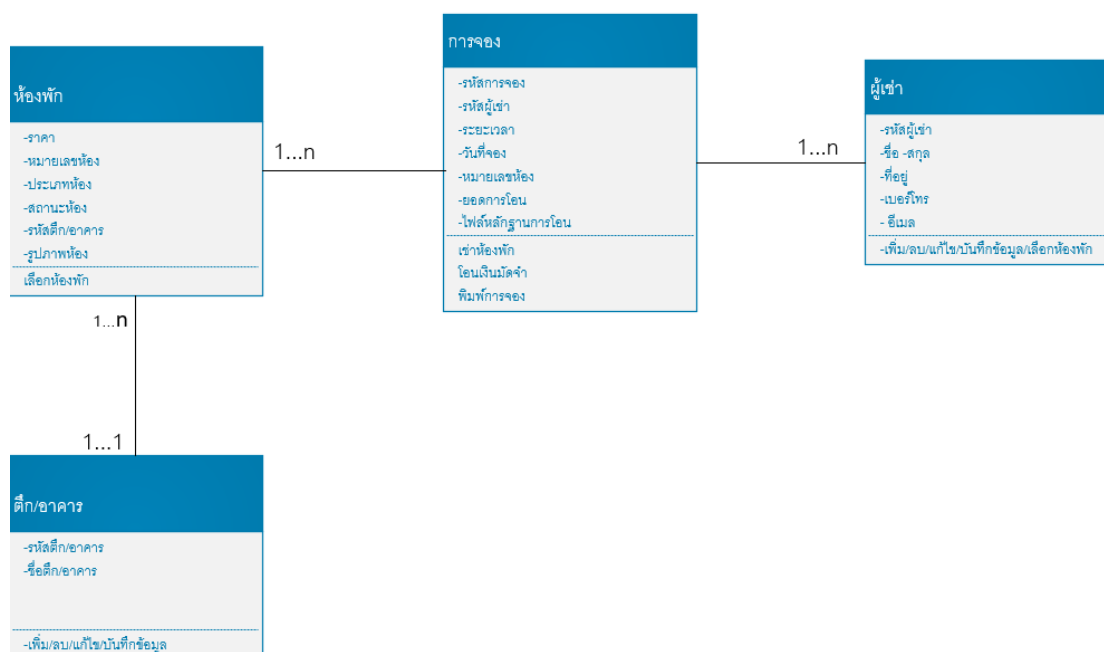 ห้องพัก
-ราคา
-หมายเลขห้อง
-ประเภทห้อง
-สถานะห้อง
-รหัสตึก/อาคาร
-รูปภาพห้อง
เลือกห้องพัก
1...n
การจอง
-รหัสการจอง
-รหัสผู้เช่า
-ระยะเวลา
-วันที่จอง
-หมายเลขห้อง
-ยอดการโอน
-ไฟล์หลักฐานการโอน
เช่าห้องพัก
โอนเงินมัดจำ
พิมพ์การจอง
1...n
ผู้เช่า
-รหัสผู้เช่า
-ชื่อ -สกุล
-ที่อยู่
-เบอร์โทร
- อีเมล
-เพิ่ม/ลบ/แก้ไข/บันทึกข้อมูล/เลือกห้องพัก
1...n
1...1
ตึก/อาคาร
-รหัสตึก/อาคาร
-ชื่อตึก/อาคาร
-เพิ่ม/ลบ/แก้ไข/บันทึกข้อมูล